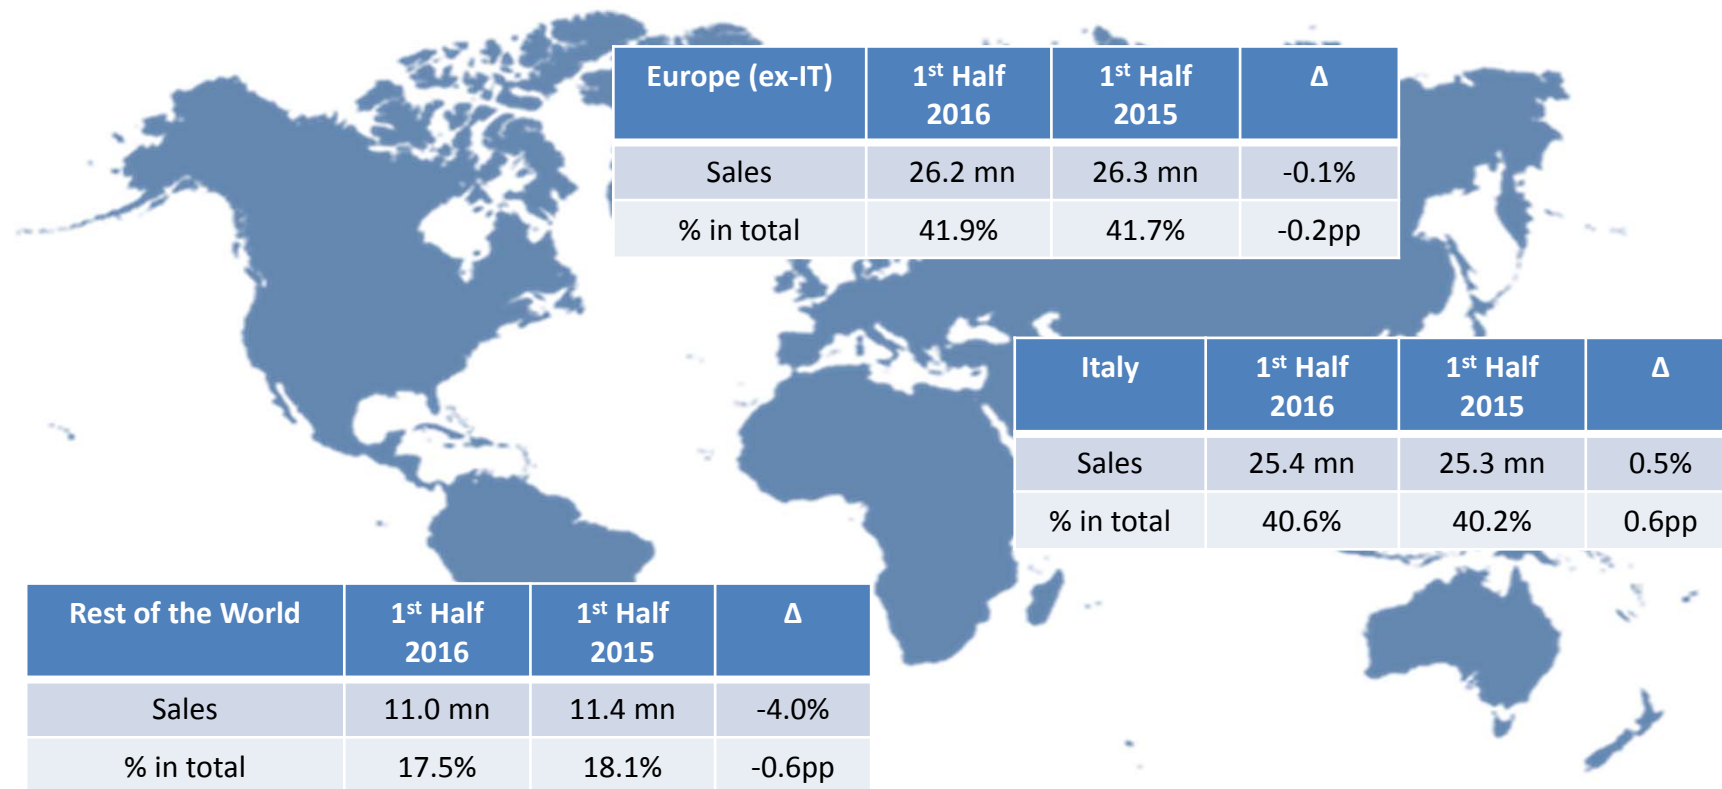 Europe (ex-IT) 1st Half 2016 1st Half 2015 Δ
Sales 26.2 mn 26.3 mn -0.1%
% in total 41.9% 41.7% -0.2pp
Italy 1st Half 2016 1st Half 2015 Δ
Sales 25.4 mn 25.3 mn 0.5%
% in total 40.6% 40.2% 0.6pp
Rest of the World 1st Half 2016 1st Half 2015 Δ
Sales 11.0 mn 11.4 mn -4.0%
% in total 17.5% 18.1% -0.6pp